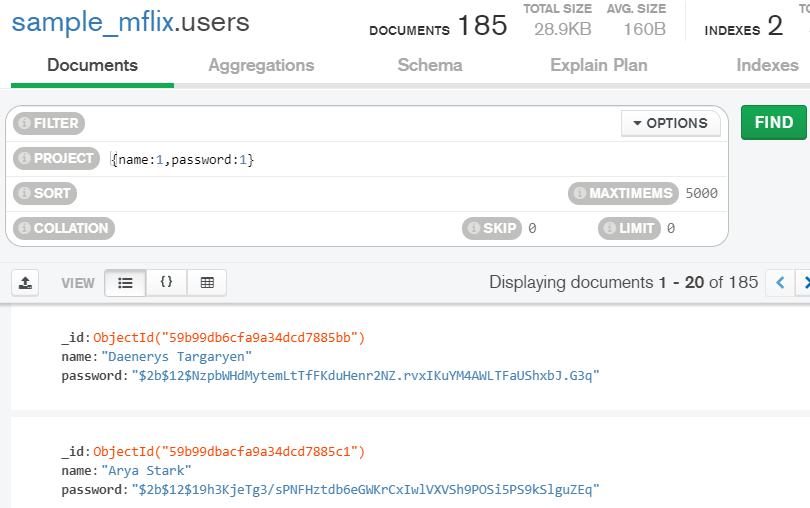 sample_mflix.users DOCUMENTS 185 TOTAL SIZE 28.9KB AVG. SIZE 160B INDEXES 2
Documents Aggregations Schema Explain Plan Indexes
FILTER OPTIONS FIND
PROJECT {name:1,password:1}
SORT MAXTIMEMS 5000
COLLATION SKIP 0 LIMIT 0
VIEW {} Displaying documents 1 - 20 of 185
_id:ObjectId("59b99db6cfa9a34dcd7885bb")
name:"Daenerys Targaryen"
password:"$2b$12$NzpbWHdMytemLtTfFKduHenr2NZ.rvxIKuYM4AWLTFaUShxbJ.G3q"
_id:ObjectId("59b99dbacfa9a34dcd7885c1")
name:"Arya Stark"
password:"$2b$12$19h3KjeTg3/sPNFHztdb6eGWKrCxIwlVXVSh9POSi5PS9kSlguZEq"